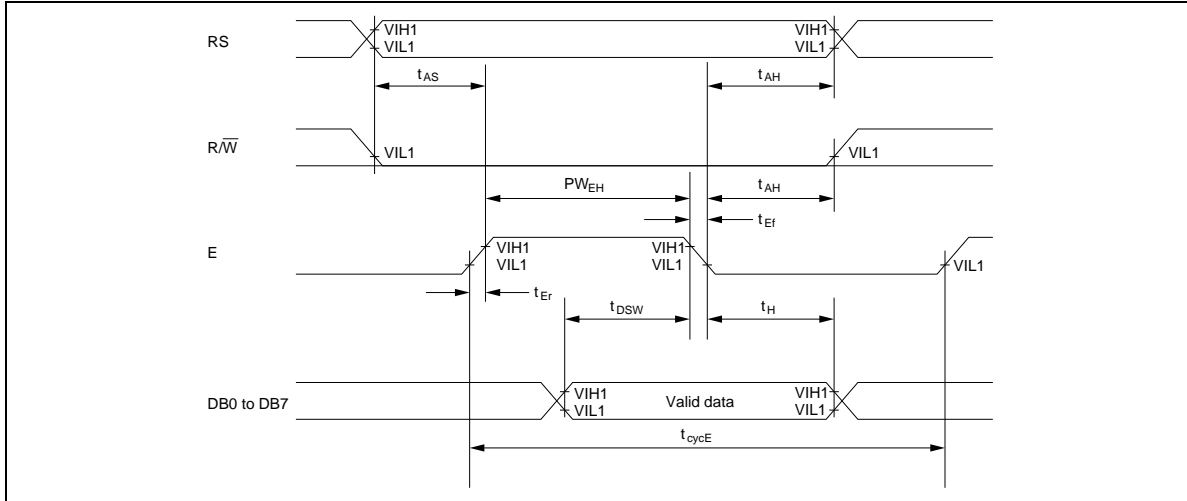 RS
VIH1
VIL1
VIH1
VIL1
tAS
tAH
R/W̅
VIL1
VIL1
PWEH
tAH
tEf
E
VIH1
VIL1
VIH1
VIL1
VIL1
tEr
tDSW
tH
DB0 to DB7
VIH1
VIL1
Valid data
VIH1
VIL1
tcycE